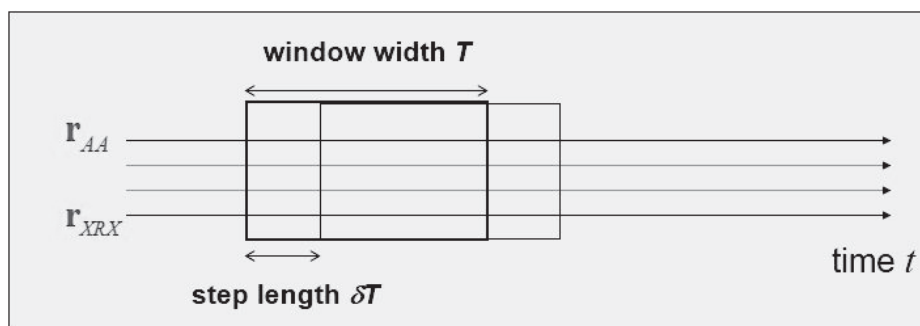 window width T
r_AA
r_XRX
time t
step length δT